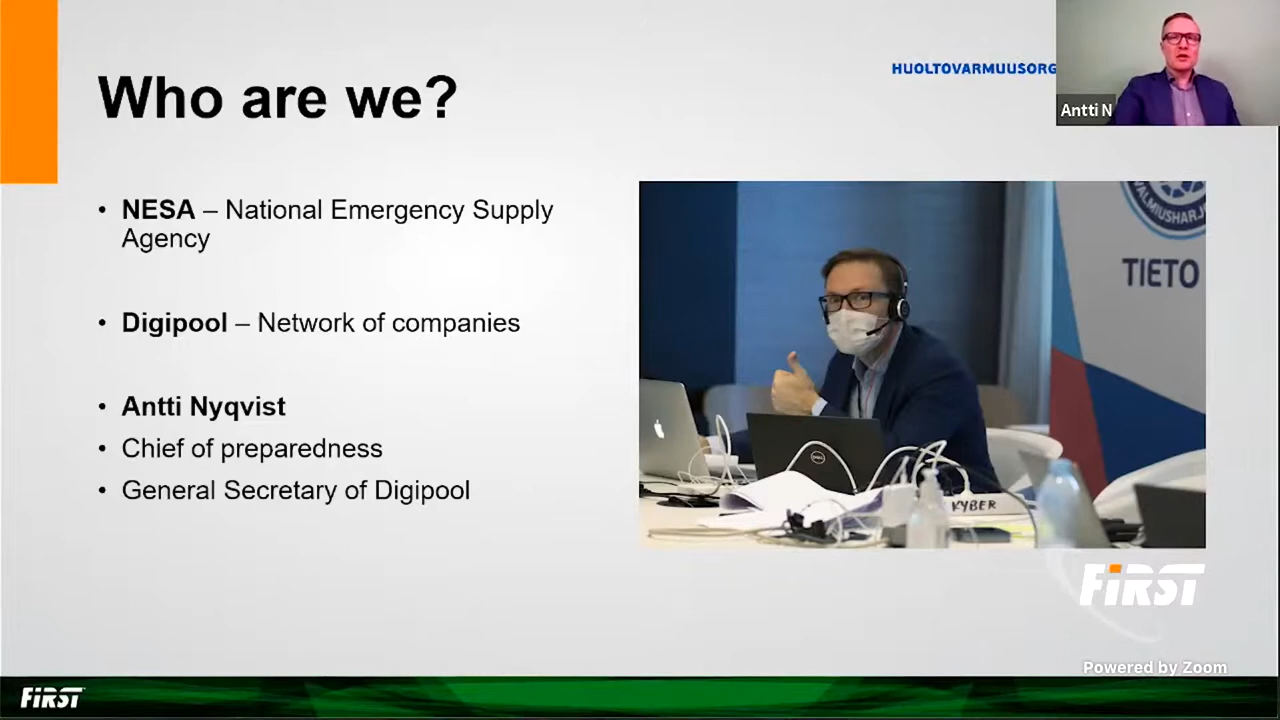 Who are we?
HUOLTOVARMUUSORG
Antti N
• NESA – National Emergency Supply
Agency
• Digipool – Network of companies
• Antti Nyqvist
• Chief of preparedness
• General Secretary of Digipool
VALMIUSHARJ
TIETO
DELL
KYBER
FiRST
Powered by Zoom
FiRST